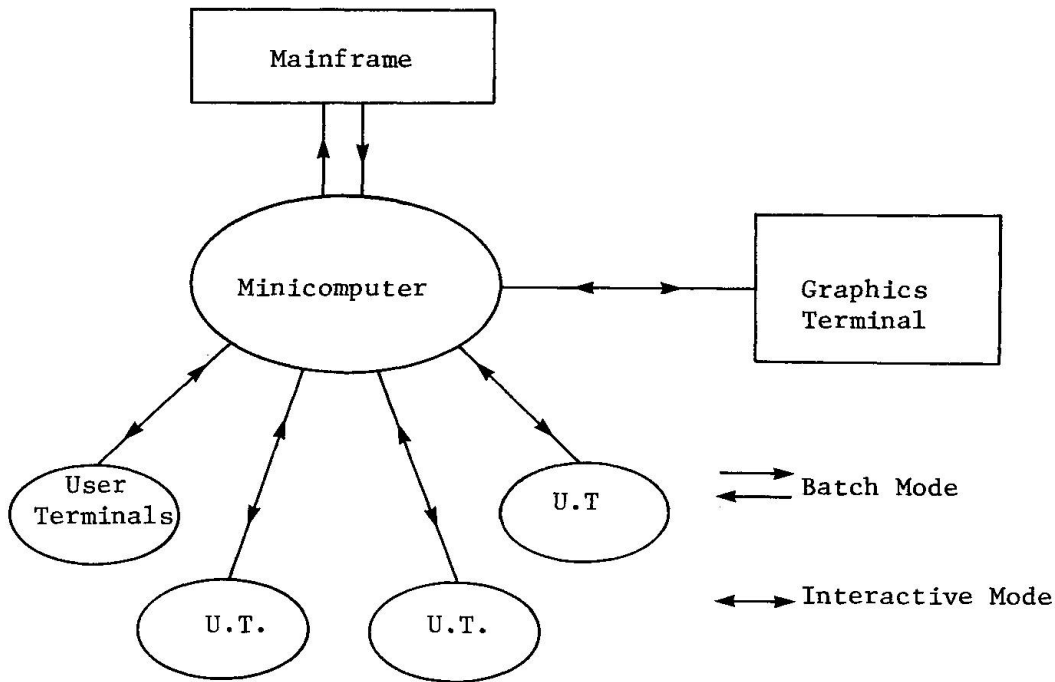 Mainframe
Minicomputer
Graphics
Terminal
User
Terminals
U.T
U.T.
U.T.
Batch Mode
Interactive Mode